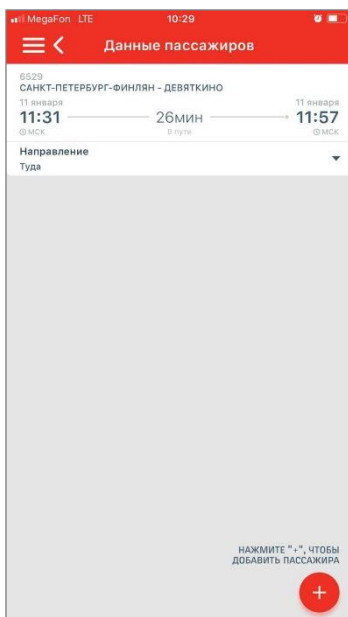 MegaFon LTE 10:29
Данные пассажиров
6529
САНКТ-ПЕТЕРБУРГ-ФИНЛЯН - ДЕВЯТКИНО
11 января 11 января
11:31 26мин 11:57
МСК В пути МСК
Направление
Туда
НАЖМИТЕ "+", ЧТОБЫ
ДОБАВИТЬ ПАССАЖИРА
+